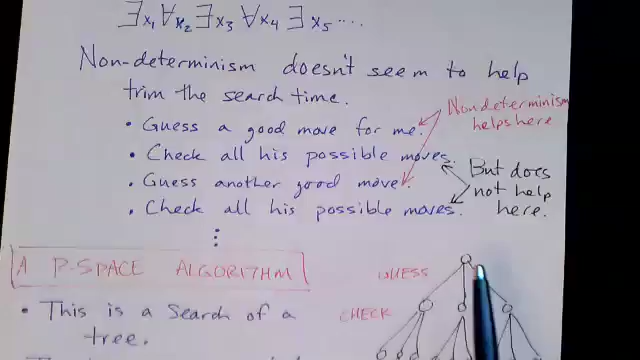 ∃x₁ ∀x₂ ∃x₃ ∀x₄ ∃x₅ ....
Non-determinism doesn't seem to help
trim the search time.
• Guess a good move for me.
• Check all his possible moves.
• Guess another good move.
• Check all his possible moves.
⋮
Non determinism
helps here
But does
not help
here.
A P-SPACE ALGORITHM
• This is a search of a
tree.
GUESS
CHECK